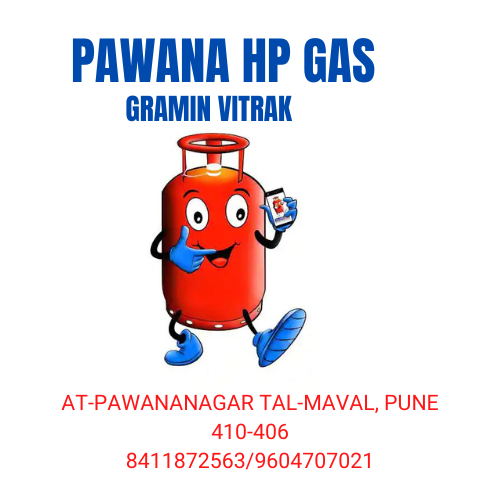 PAWANA HP GAS
GRAMIN VITRAK
AT-PAWANANAGAR TAL-MAVAL, PUNE
410-406
8411872563/9604707021